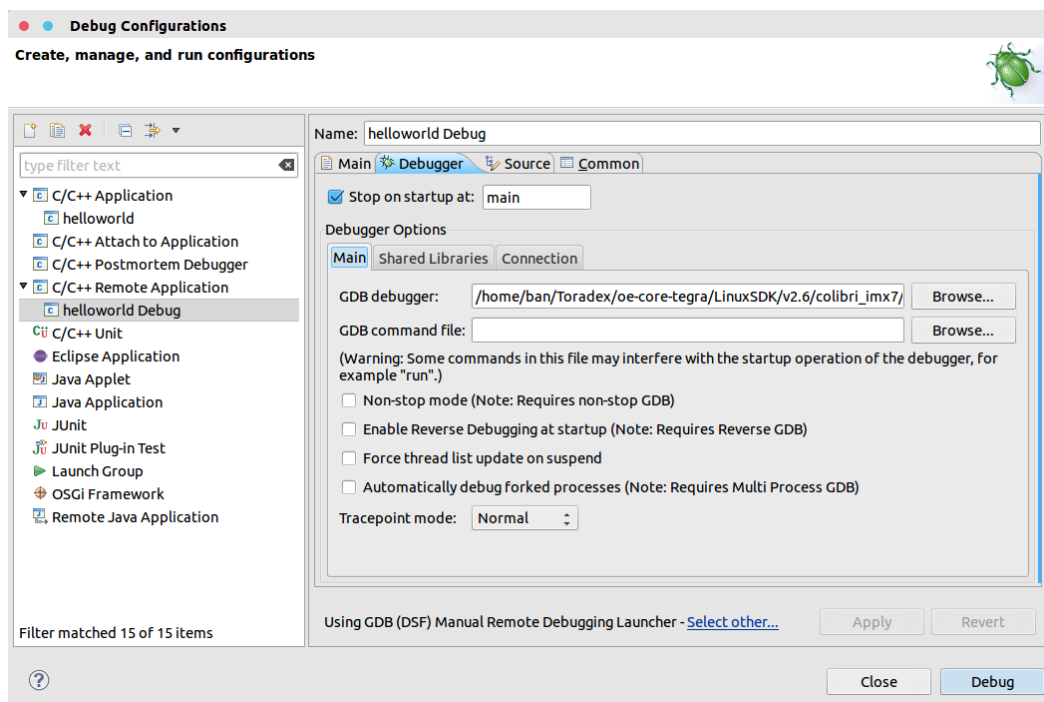 Debug Configurations
Create, manage, and run configurations
type filter text
C/C++ Application
helloworld
C/C++ Attach to Application
C/C++ Postmortem Debugger
C/C++ Remote Application
helloworld Debug
C/C++ Unit
Eclipse Application
Java Applet
Java Application
JUnit
JUnit Plug-in Test
Launch Group
OSGi Framework
Remote Java Application
Filter matched 15 of 15 items
Name: helloworld Debug
Main Debugger Source Common
Stop on startup at: main
Debugger Options
Main Shared Libraries Connection
GDB debugger: /home/ban/Toradex/oe-core-tegra/LinuxSDK/v2.6/colibri_imx7/ Browse...
GDB command file: Browse...
(Warning: Some commands in this file may interfere with the startup operation of the debugger, for
example "run".)
Non-stop mode (Note: Requires non-stop GDB)
Enable Reverse Debugging at startup (Note: Requires Reverse GDB)
Force thread list update on suspend
Automatically debug forked processes (Note: Requires Multi Process GDB)
Tracepoint mode: Normal
Using GDB (DSF) Manual Remote Debugging Launcher - Select other... Apply Revert
Close Debug